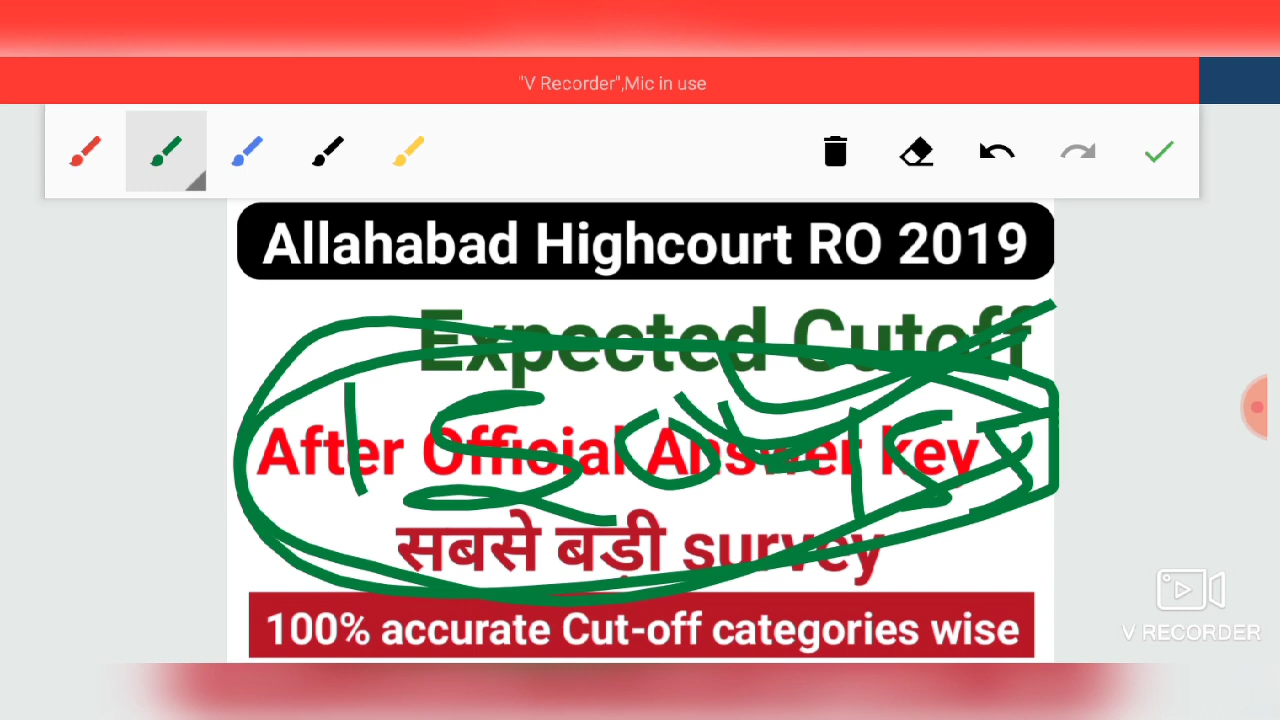 "V Recorder",Mic in use
Allahabad Highcourt RO 2019
Expected Cutoff
After Official Answer key
सबसे बड़ी survey
100% accurate Cut-off categories wise
V RECORDER